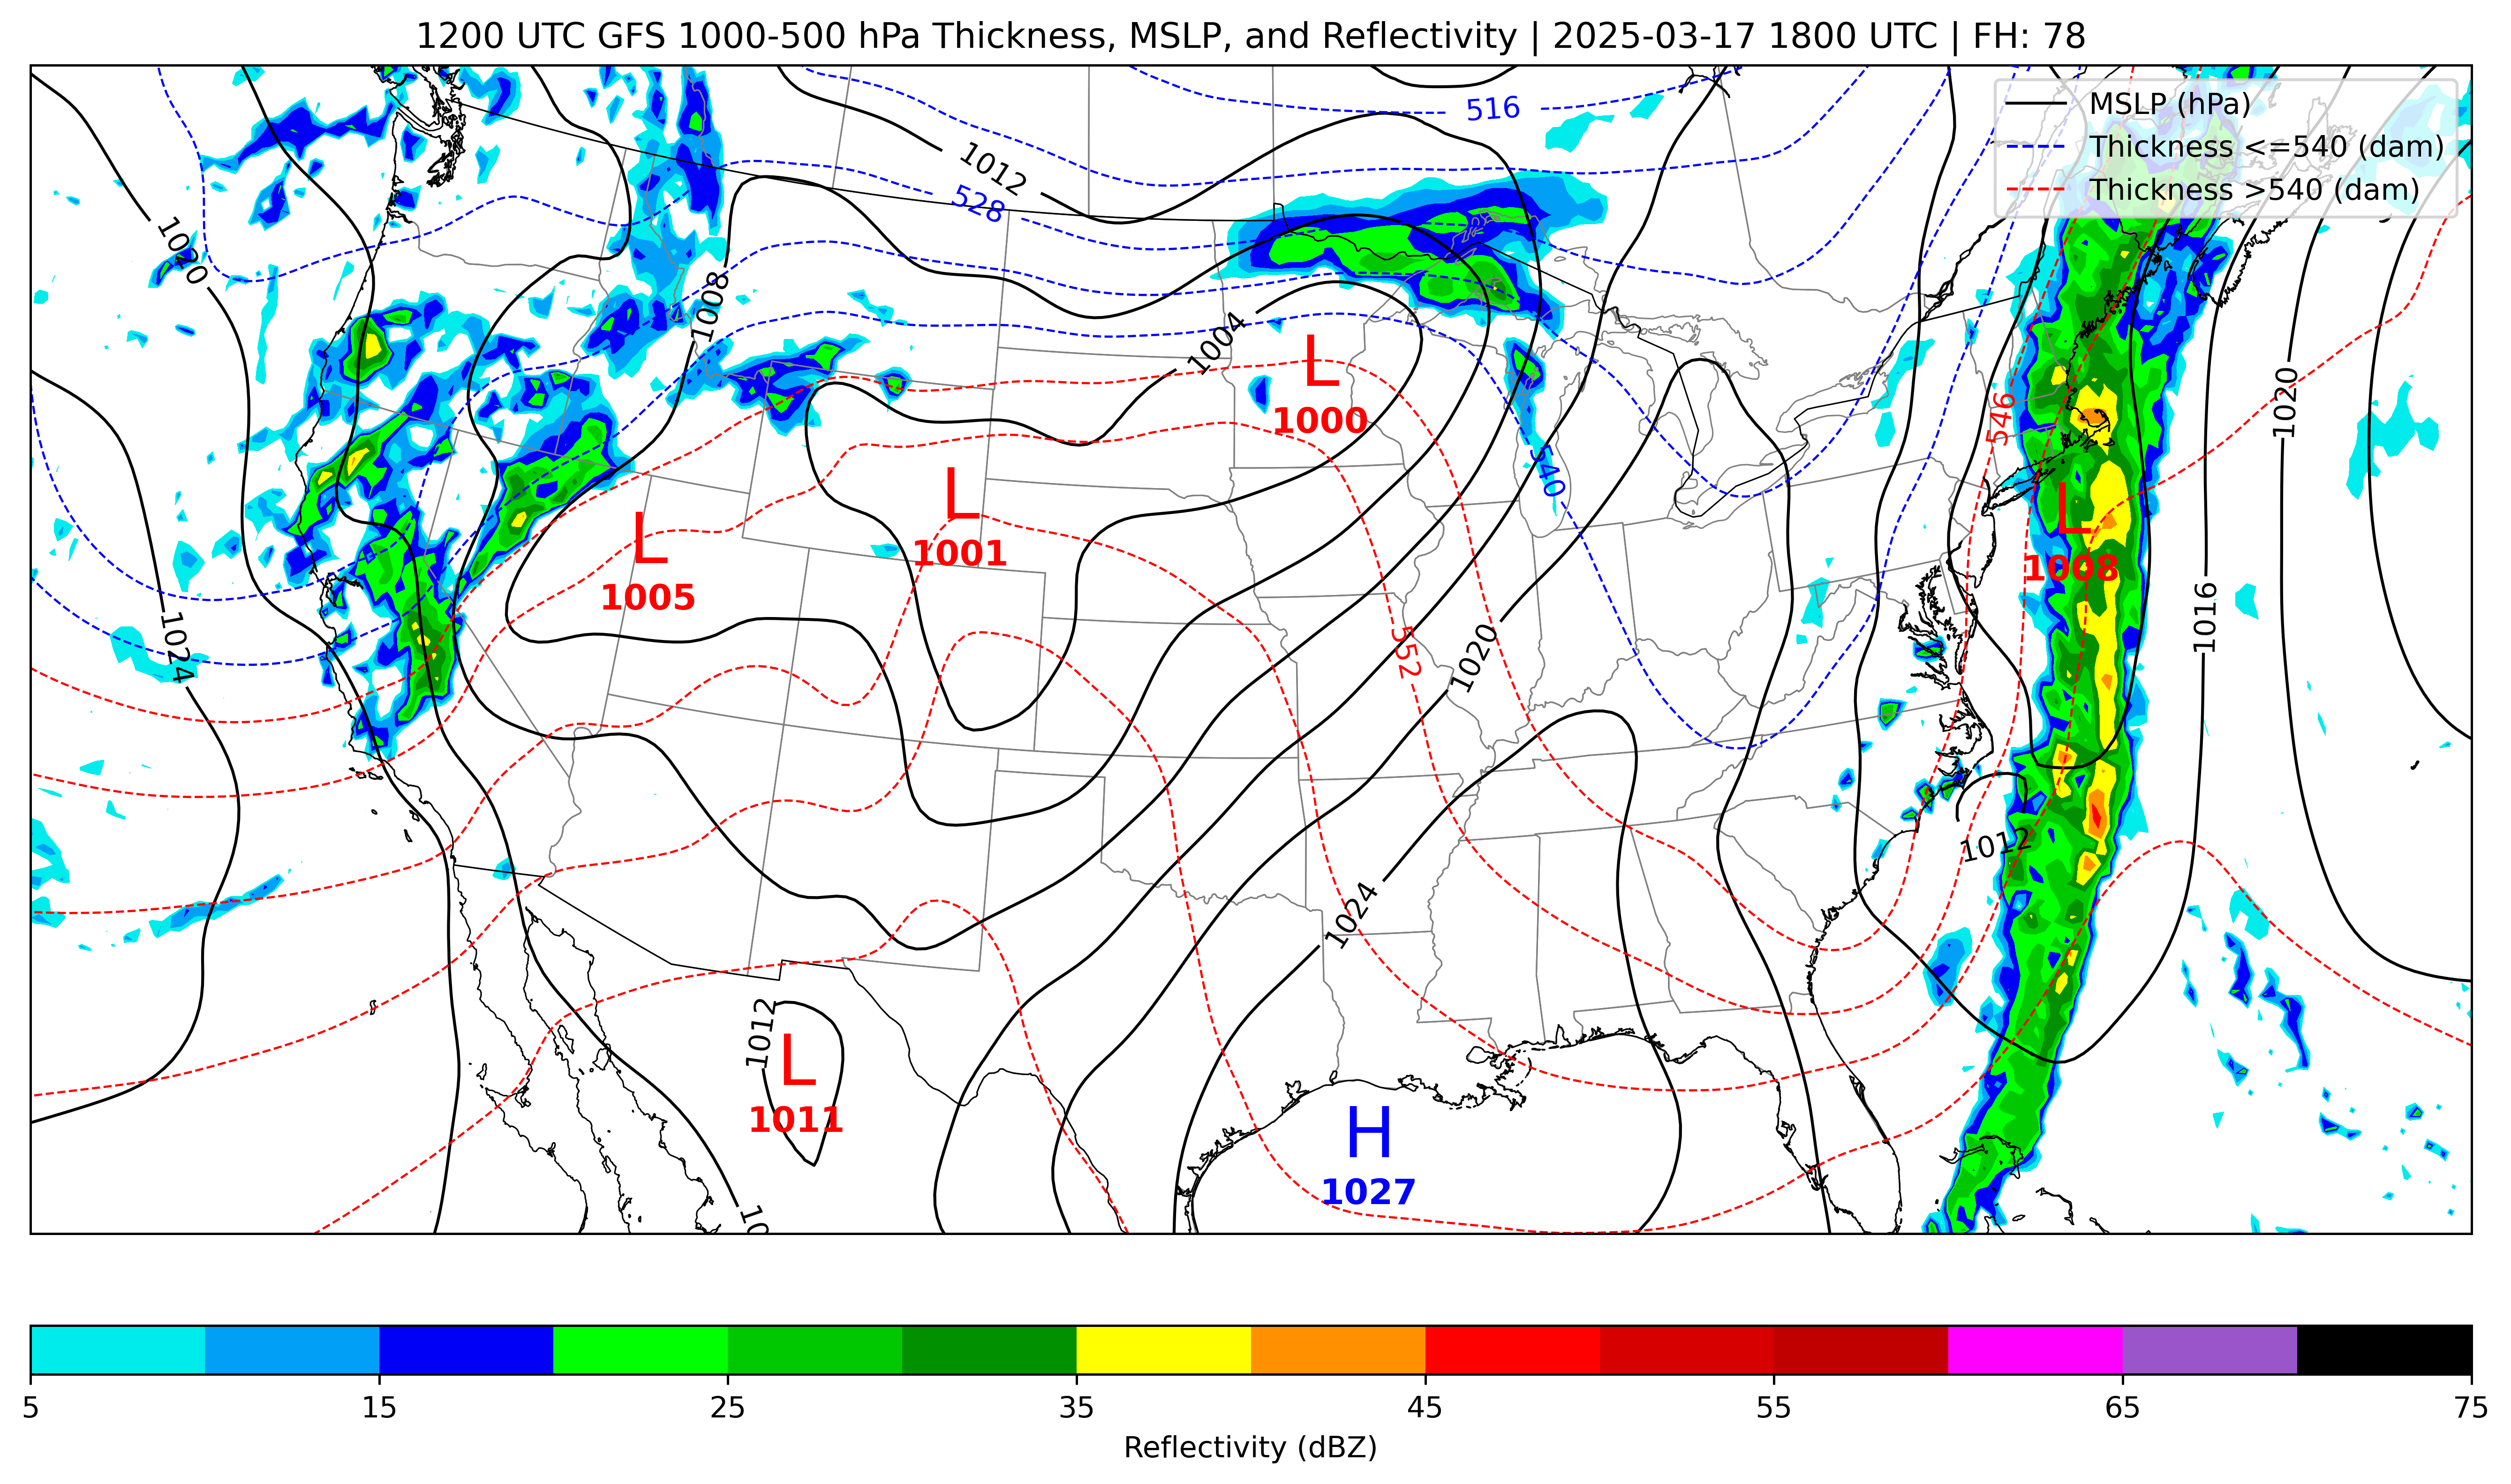 1200 UTC GFS 1000-500 hPa Thickness, MSLP, and Reflectivity | 2025-03-17 1800 UTC | FH: 78
MSLP (hPa)
Thickness <=540 (dam)
Thickness >540 (dam)
516
1012
528
1020
1008
1004
L
1000
1020
546
540
L
1001
L
1005
L
1008
1024
552
1020
1016
1012
1024
1012
L
1011
H
1027
10
5 15 25 35 45 55 65 75
Reflectivity (dBZ)